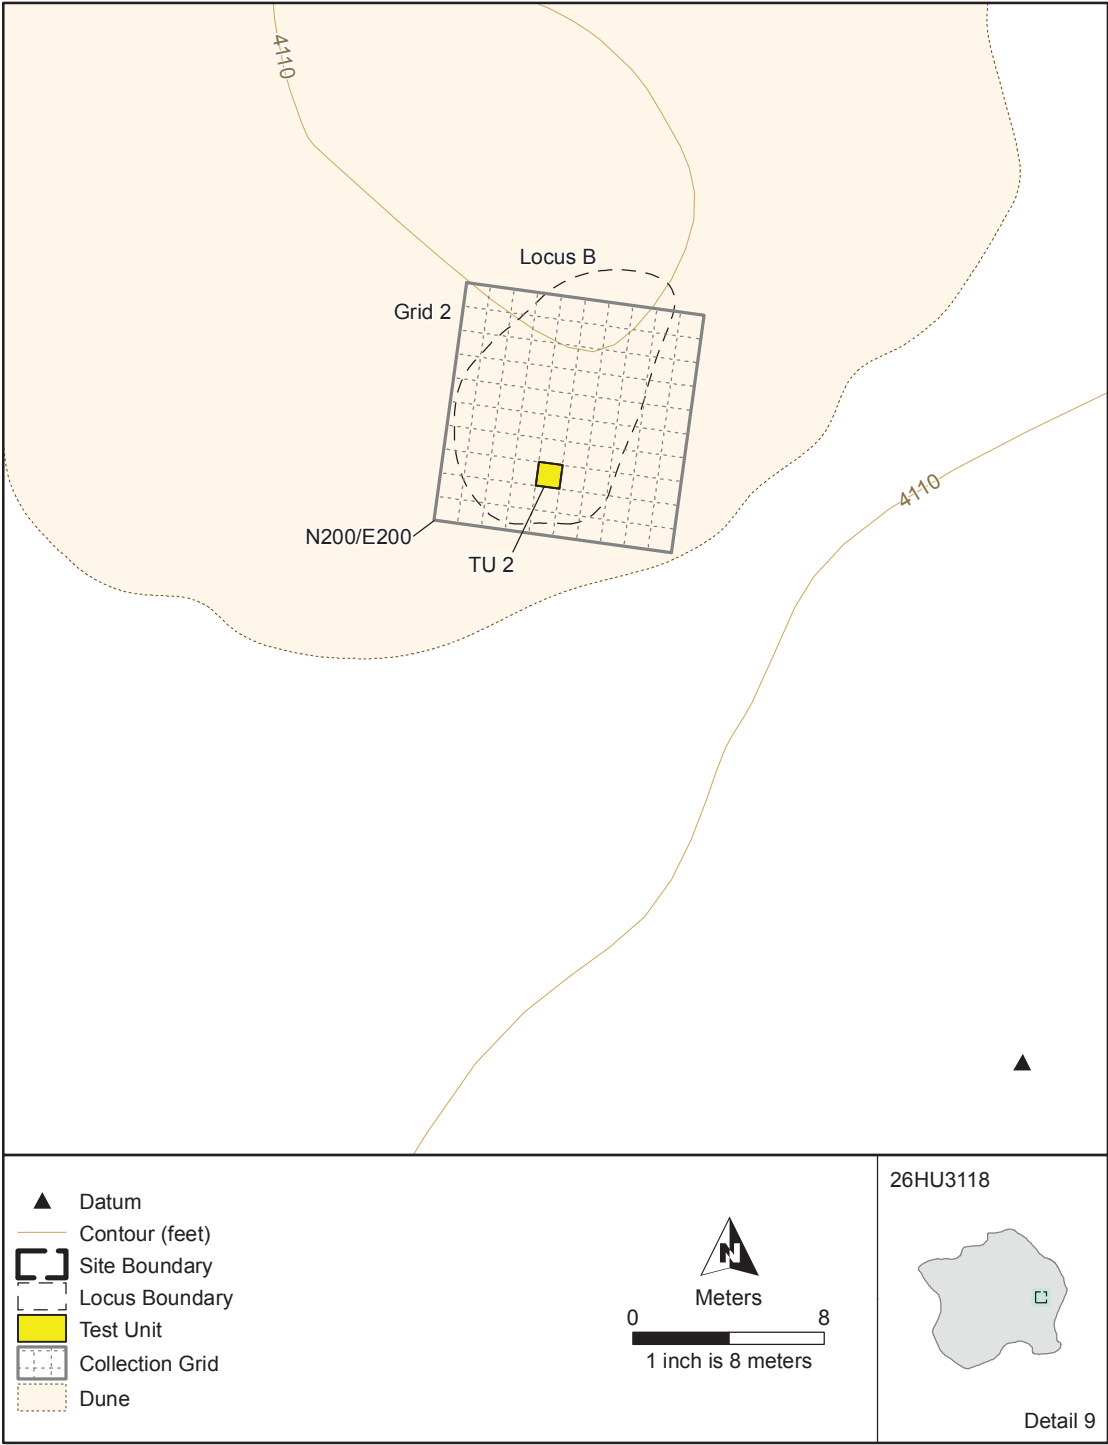 4110
Locus B
Grid 2
4110
N200/E200
TU 2
Datum
Contour (feet)
Site Boundary
Locus Boundary
Test Unit
Collection Grid
Dune
N
Meters
0 8
1 inch is 8 meters
26HU3118
Detail 9